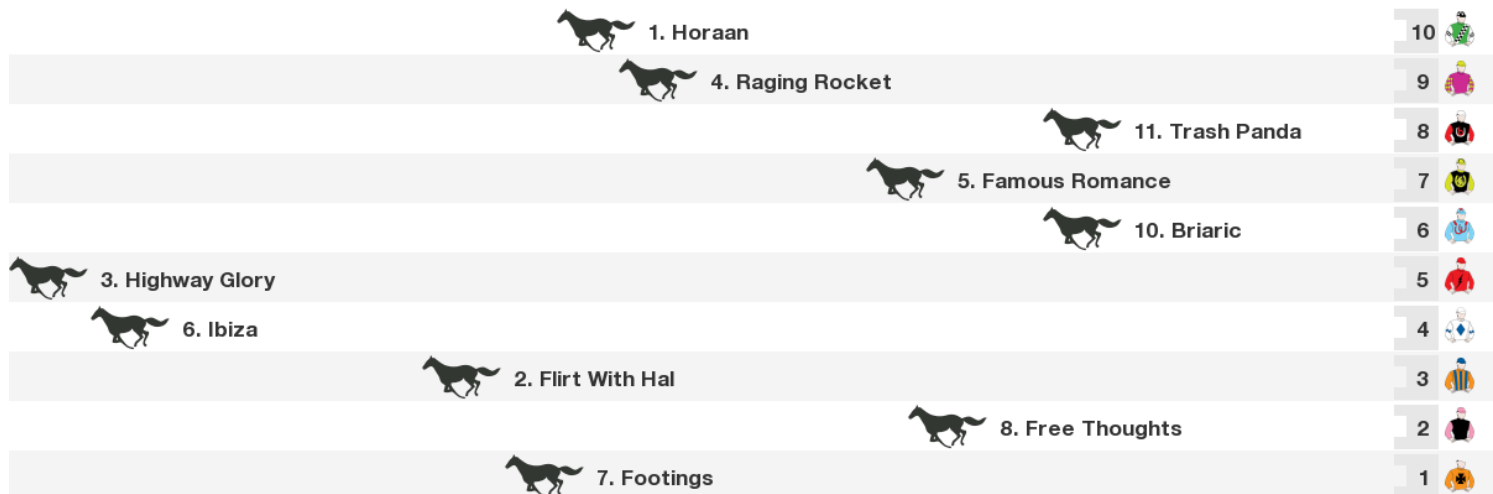 1. Horaan 10
4. Raging Rocket 9
11. Trash Panda 8
5. Famous Romance 7
10. Briaric 6
3. Highway Glory 5
6. Ibiza 4
2. Flirt With Hal 3
8. Free Thoughts 2
7. Footings 1